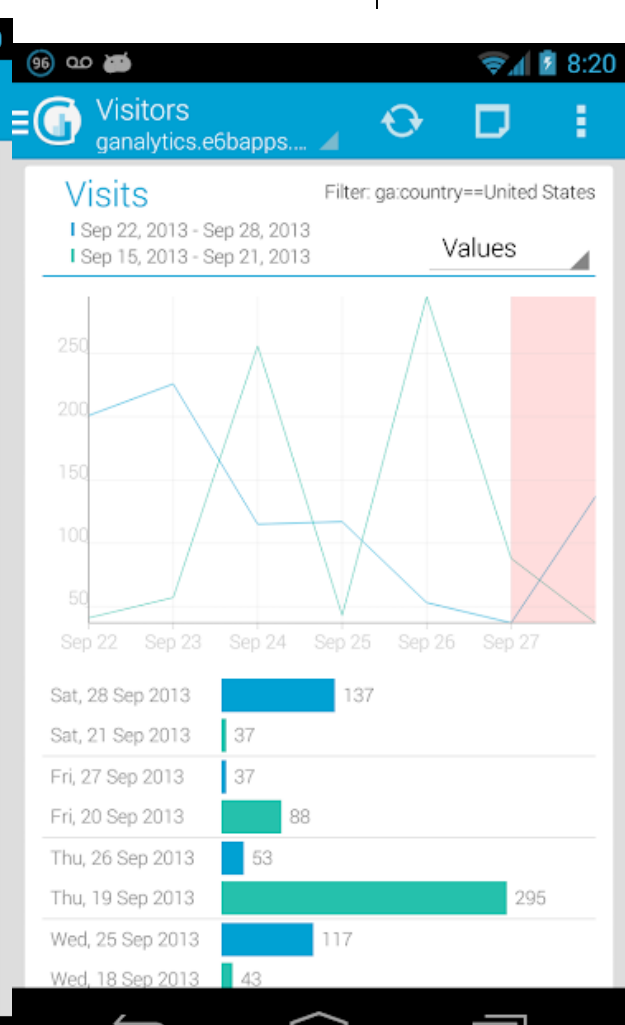 96
8:20
Visitors
ganalytics.e6bapps....
Visits
Filter: ga:country==United States
Sep 22, 2013 - Sep 28, 2013
Sep 15, 2013 - Sep 21, 2013
Values
250
200
150
100
50
Sep 22 Sep 23 Sep 24 Sep 25 Sep 26 Sep 27
Sat, 28 Sep 2013 137
Sat, 21 Sep 2013 37
Fri, 27 Sep 2013 37
Fri, 20 Sep 2013 88
Thu, 26 Sep 2013 53
Thu, 19 Sep 2013 295
Wed, 25 Sep 2013 117
Wed, 18 Sep 2013 43